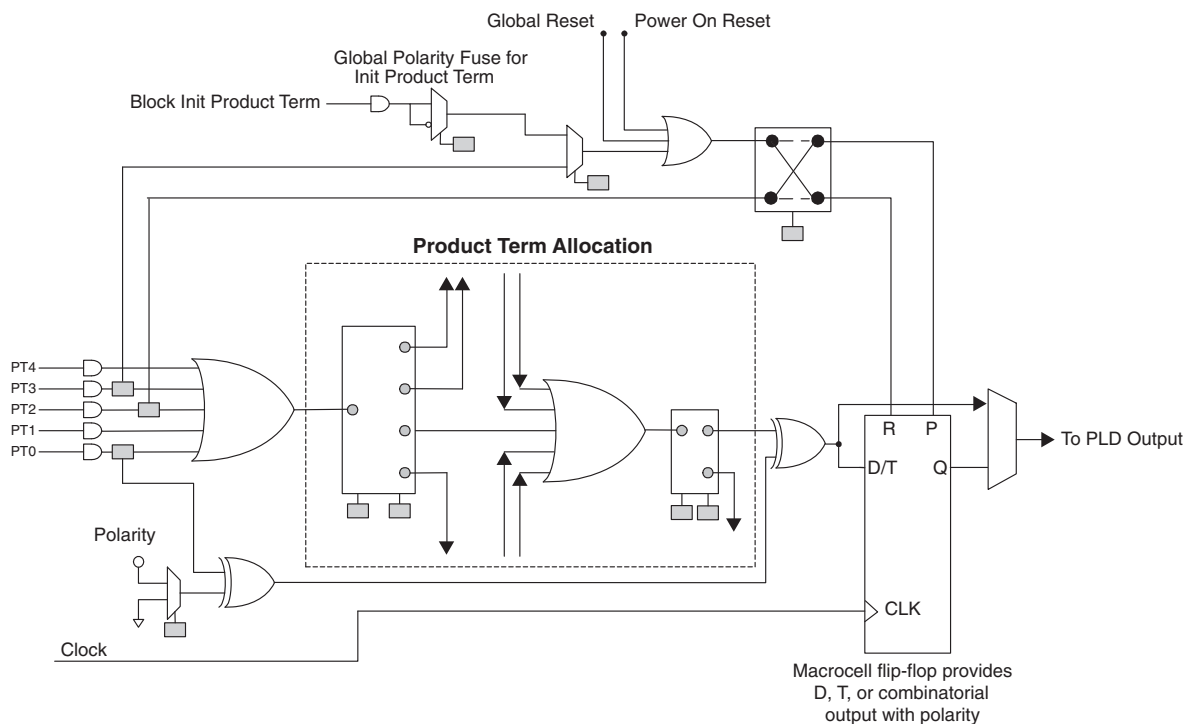 Global Reset
Power On Reset
Global Polarity Fuse for
Init Product Term
Block Init Product Term
Product Term Allocation
PT4
PT3
PT2
PT1
PT0
R
P
To PLD Output
D/T
Q
Polarity
CLK
Clock
Macrocell flip-flop provides
D, T, or combinatorial
output with polarity